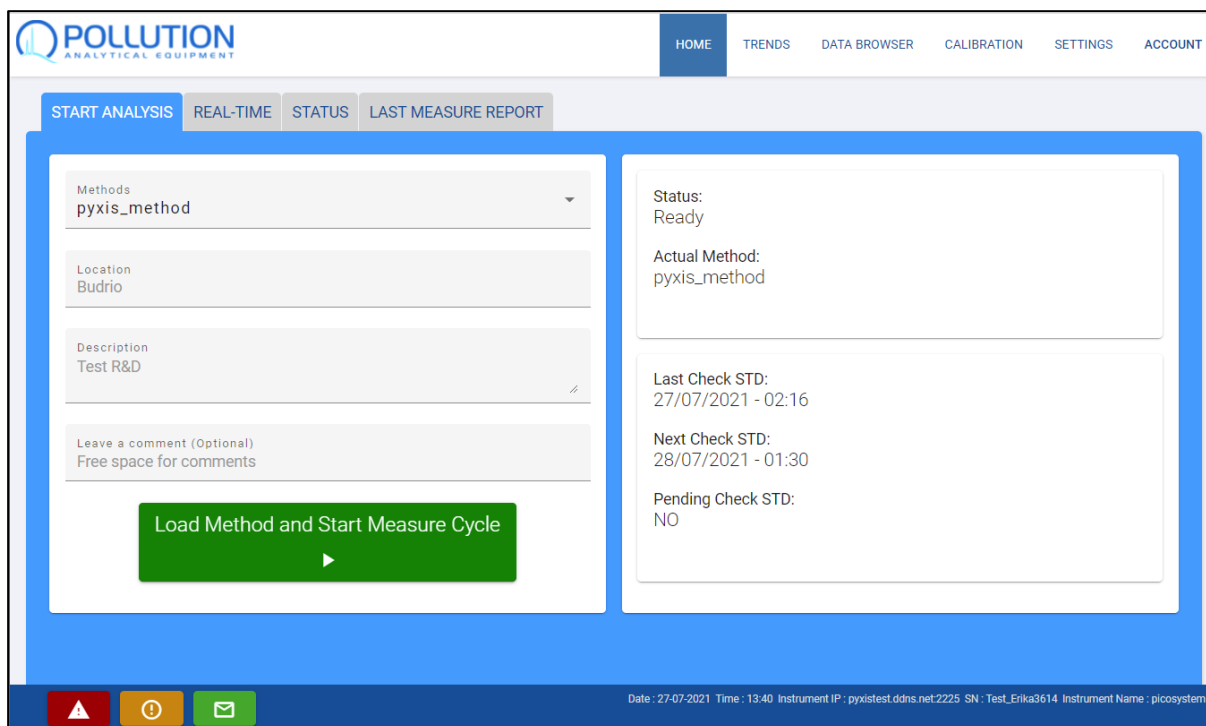 POLLUTION
ANALYTICAL EQUIPMENT
HOME TRENDS DATA BROWSER CALIBRATION SETTINGS ACCOUNT
START ANALYSIS REAL-TIME STATUS LAST MEASURE REPORT
Methods
pyxis_method
Location
Budrio
Description
Test R&D
Leave a comment (Optional)
Free space for comments
Load Method and Start Measure Cycle
Status:
Ready
Actual Method:
pyxis_method
Last Check STD:
27/07/2021 - 02:16
Next Check STD:
28/07/2021 - 01:30
Pending Check STD:
NO
Date : 27-07-2021 Time : 13:40 Instrument IP : pyxistest.ddns.net:2225 SN : Test_Erika3614 Instrument Name : picosystem